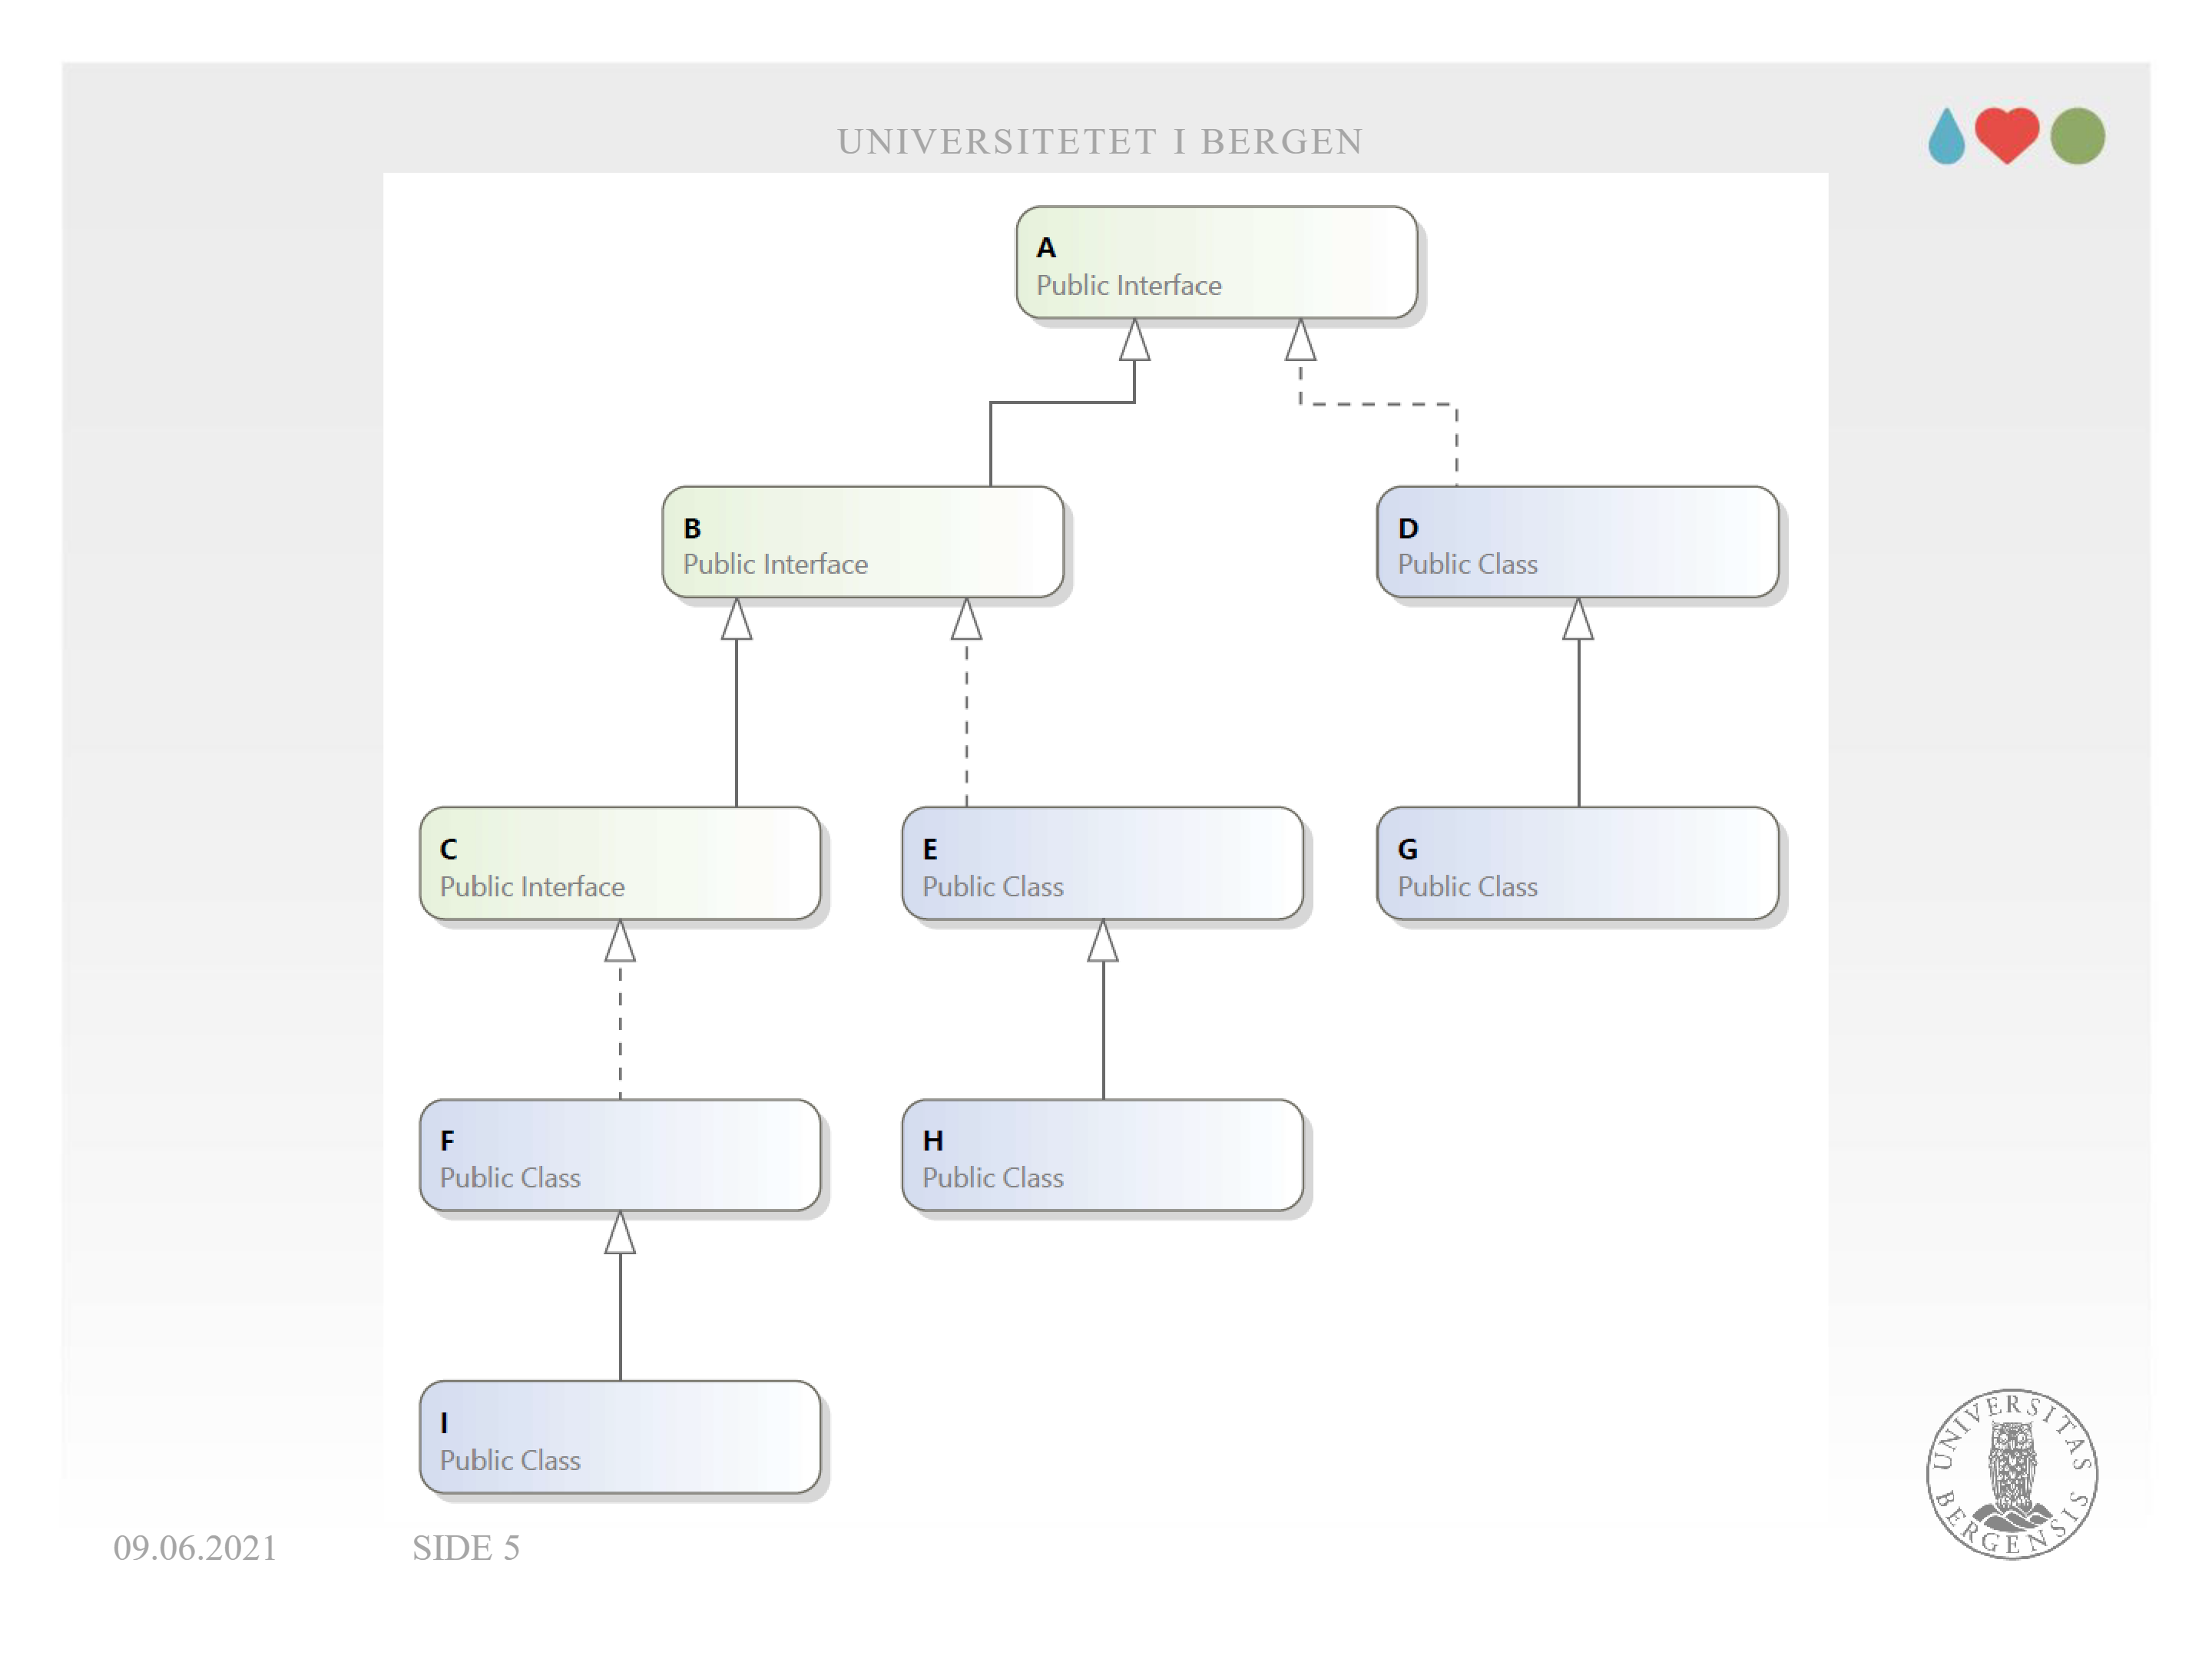 UNIVERSITETET I BERGEN
A
Public Interface
B
Public Interface
D
Public Class
C
Public Interface
E
Public Class
G
Public Class
F
Public Class
H
Public Class
I
Public Class
UNIVERSITAS
BERGENSIS
09.06.2021
SIDE 5